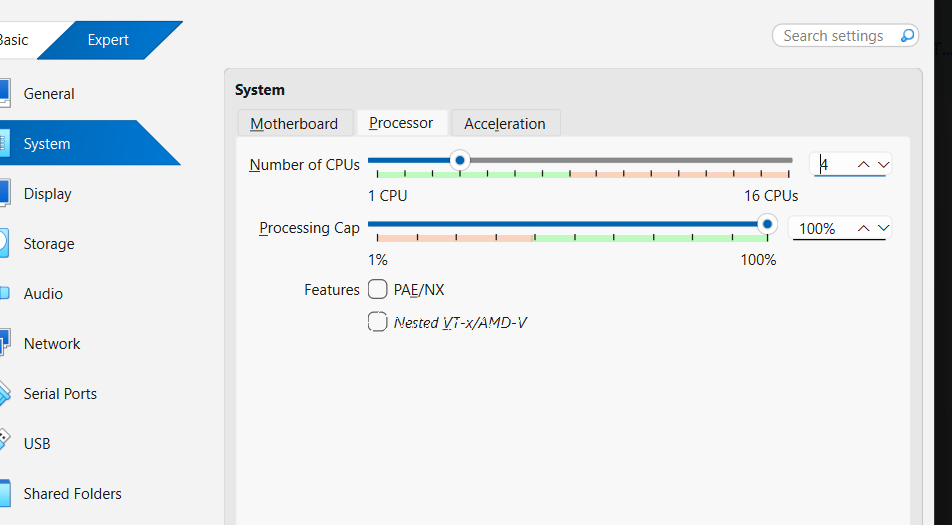 Basic
Expert
Search settings
General
System
Display
Storage
Audio
Network
Serial Ports
USB
Shared Folders
System
Motherboard
Processor
Acceleration
Number of CPUs
4
1 CPU
16 CPUs
Processing Cap
100%
1%
100%
Features
PAE/NX
Nested VT-x/AMD-V